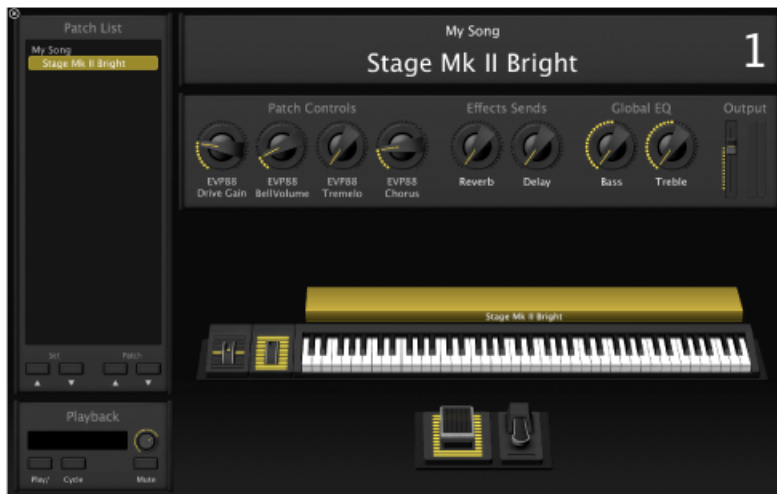 Patch List
My Song
Stage Mk II Bright
My Song
Stage Mk II Bright
1
Patch Controls
Effects Sends
Global EQ
Output
EVP88
Drive Gain
EVP88
BellVolume
EVP88
Tremelo
EVP88
Chorus
Reverb
Delay
Bass
Treble
Stage Mk II Bright
Set
Patch
Playback
Play/
Cycle
Mute